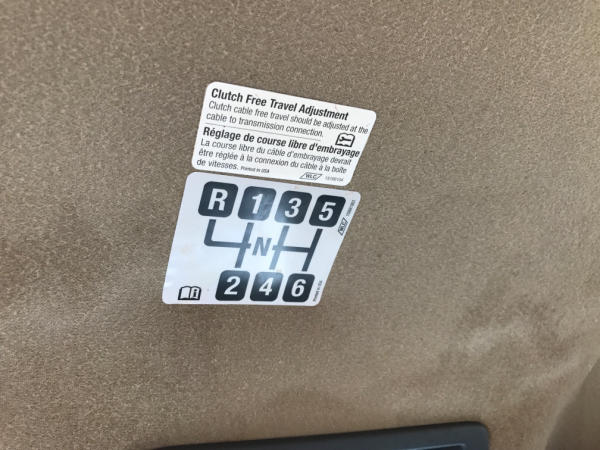 Clutch Free Travel Adjustment
Clutch cable free travel should be adjusted at the
cable to transmission connection.
Réglage de course libre d'embrayage
La course libre du câble d'embrayage devrait
être réglée à la connexion du câble à la boîte
de vitesses. Printed in USA
WLC
R 1 3 5
WLC
N
2 4 6